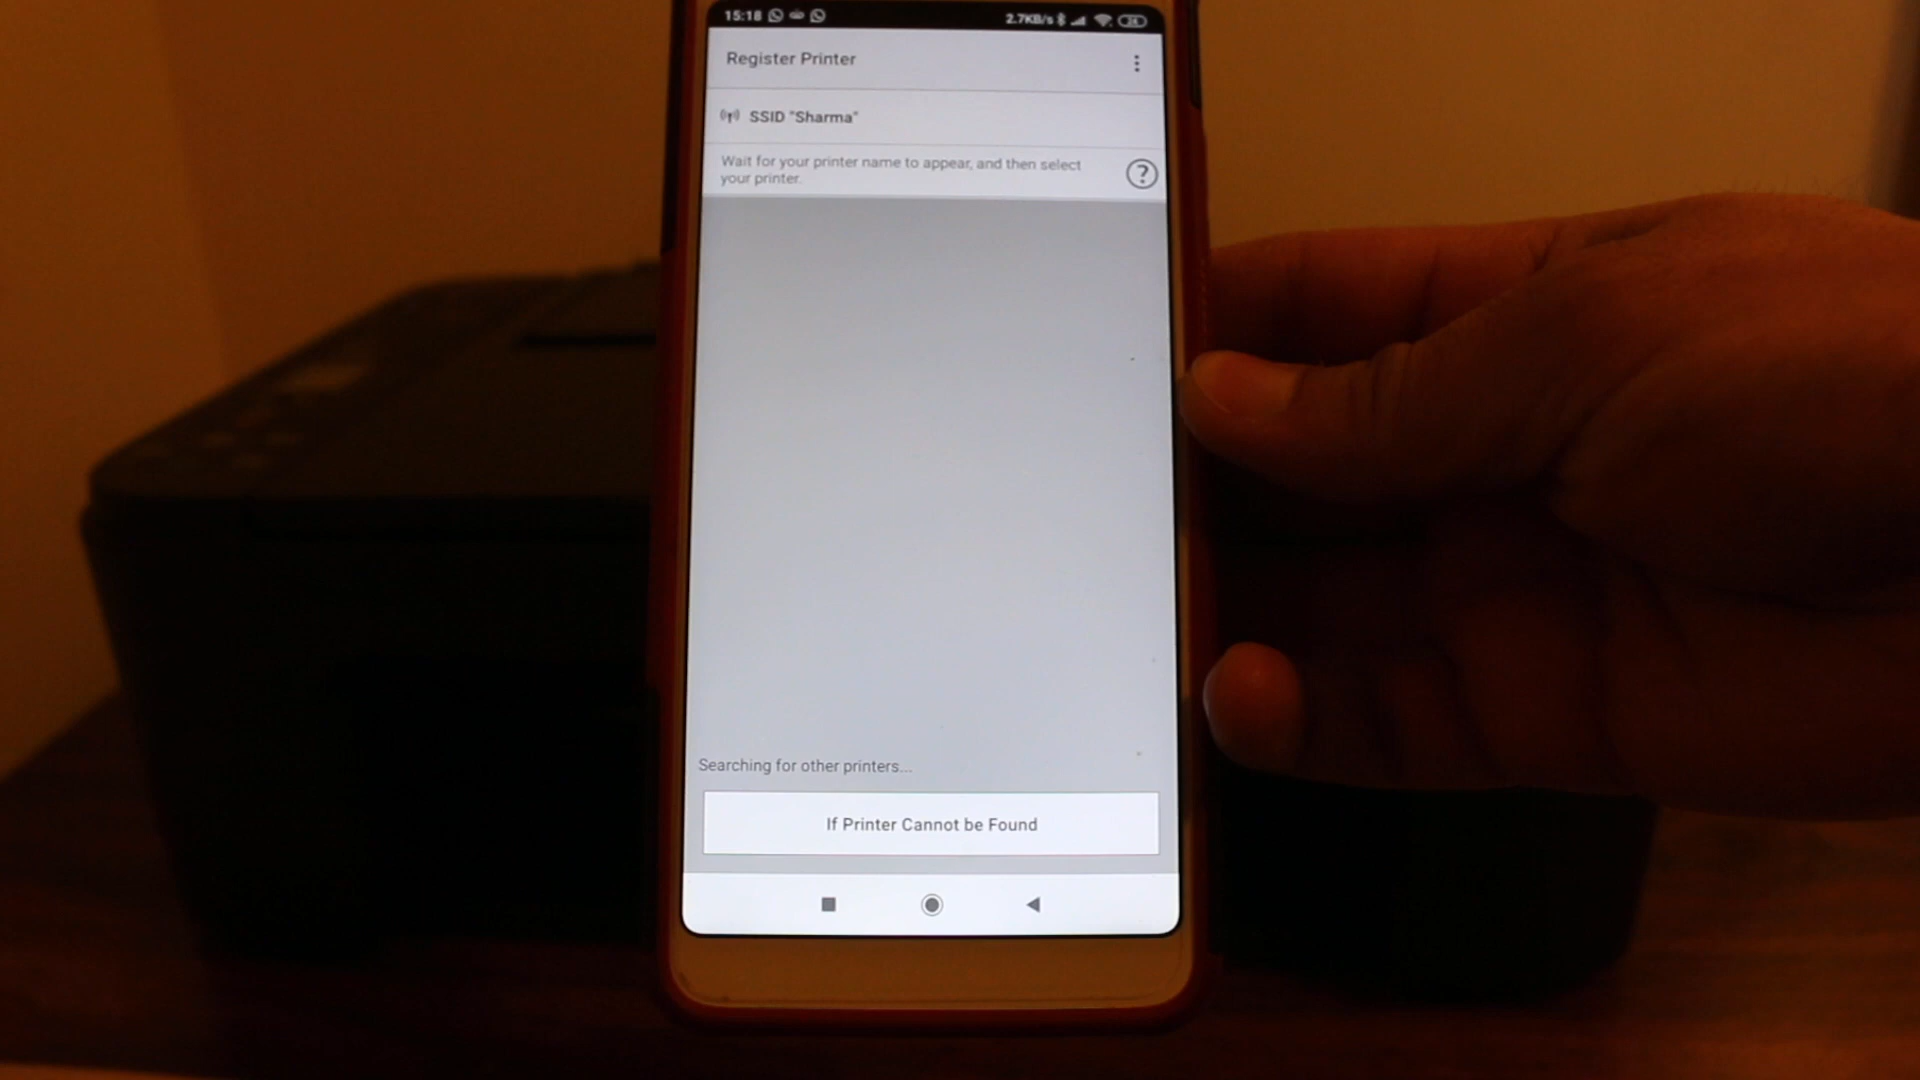 15:18 2.7KB/s
Register Printer
SSID "Sharma"
Wait for your printer name to appear, and then select
your printer.
?
Searching for other printers...
If Printer Cannot be Found